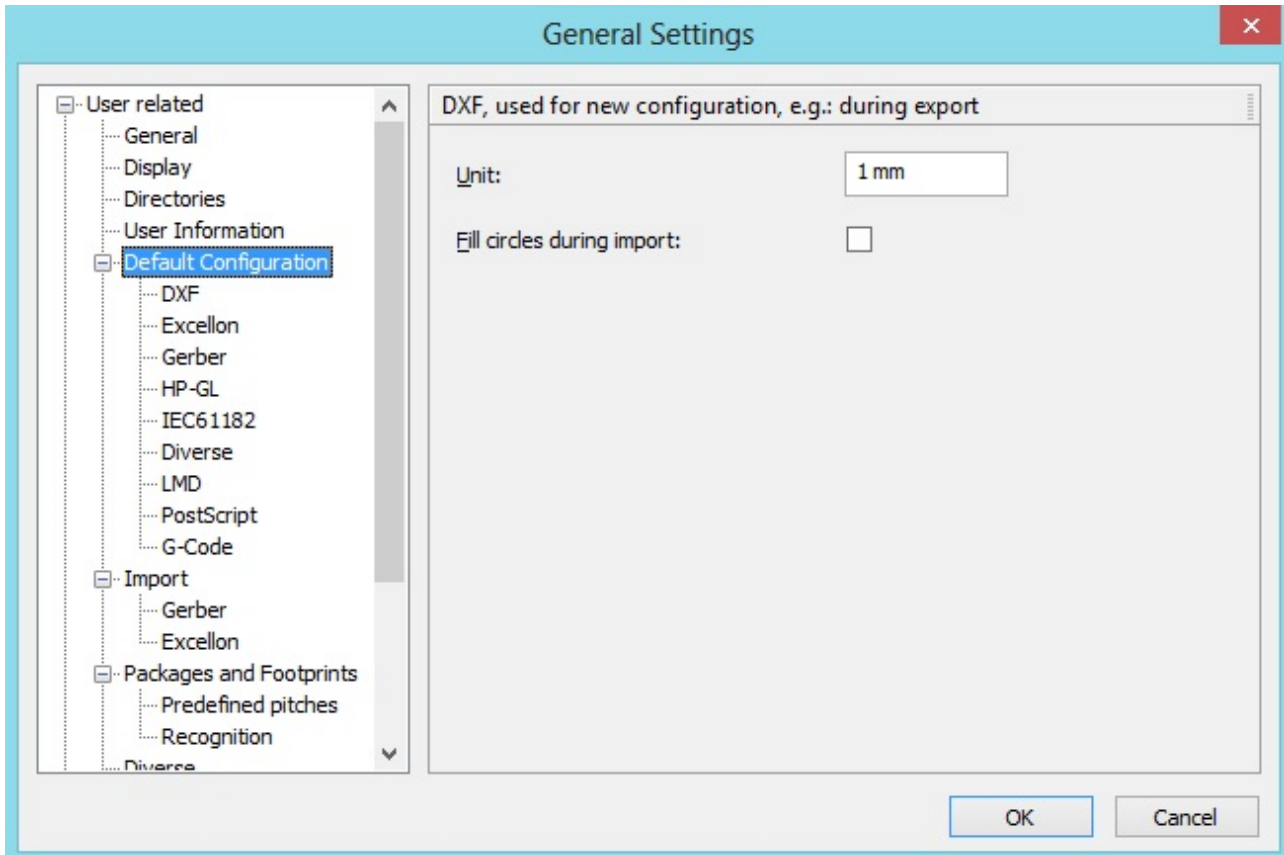 General Settings
User related
General
Display
Directories
User Information
Default Configuration
DXF
Excellon
Gerber
HP-GL
IEC61182
Diverse
LMD
PostScript
G-Code
Import
Gerber
Excellon
Packages and Footprints
Predefined pitches
Recognition
Diverse
DXF, used for new configuration, e.g.: during export
Unit: 1 mm
Fill circles during import:
OK Cancel